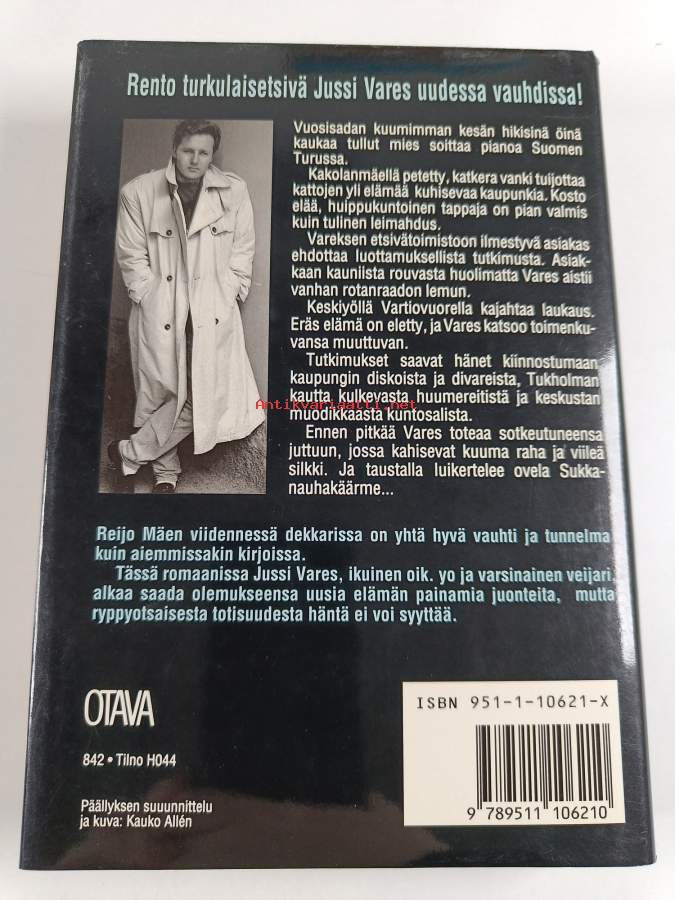 Rento turkulaisetsivä Jussi Vares uudessa vauhdissa!
Vuosisadan kuumimman kesän hikisinä öinä
kaukaa tullut mies soittaa pianoa Suomen
Turussa.
Kakolanmäellä petetty, katkera vanki tuijottaa
kattojen yli elämää kuhisevaa kaupunkia. Kosto
elää, huippukuntoinen tappaja on pian valmis
kuin tulinen leimahdus.
Vareksen etsivätoimistoon ilmestyvä asiakas
ehdottaa luottamuksellista tutkimusta. Asiak-
kaan kauniista rouvasta huolimatta Vares aistii
vanhan rotanraadon lemun.
Keskiyöllä Vartiovuorella kajahtaa laukaus.
Eräs elämä on eletty, ja Vares katsoo toimenku-
vansa muuttuvan.
Tutkimukset saavat hänet kiinnostumaan
kaupungin diskoista ja divareista, Tukholman
kautta kulkevasta huumereitistä ja keskustan
muodikkaasta kuntosalista.
Antikvariaatti.net
Ennen pitkää Vares toteaa sotkeutuneensa
juttuun, jossa kahisevat kuuma raha ja viileä
silkki. Ja taustalla luikertelee ovela Sukka-
nauhakäärme...
Reijo Mäen viidennessä dekkarissa on yhtä hyvä vauhti ja tunnelma
kuin aiemmissakin kirjoissa.
Tässä romaanissa Jussi Vares, ikuinen oik. yo ja varsinainen veijari,
alkaa saada olemukseensa uusia elämän painamia juonteita, mutta
ryppyotsaisesta totisuudesta häntä ei voi syyttää.
OTAVA
842 • Tilno H044
Päällyksen suuunnittelu
ja kuva: Kauko Allén
ISBN 951-1-10621-X
9 789511 106210